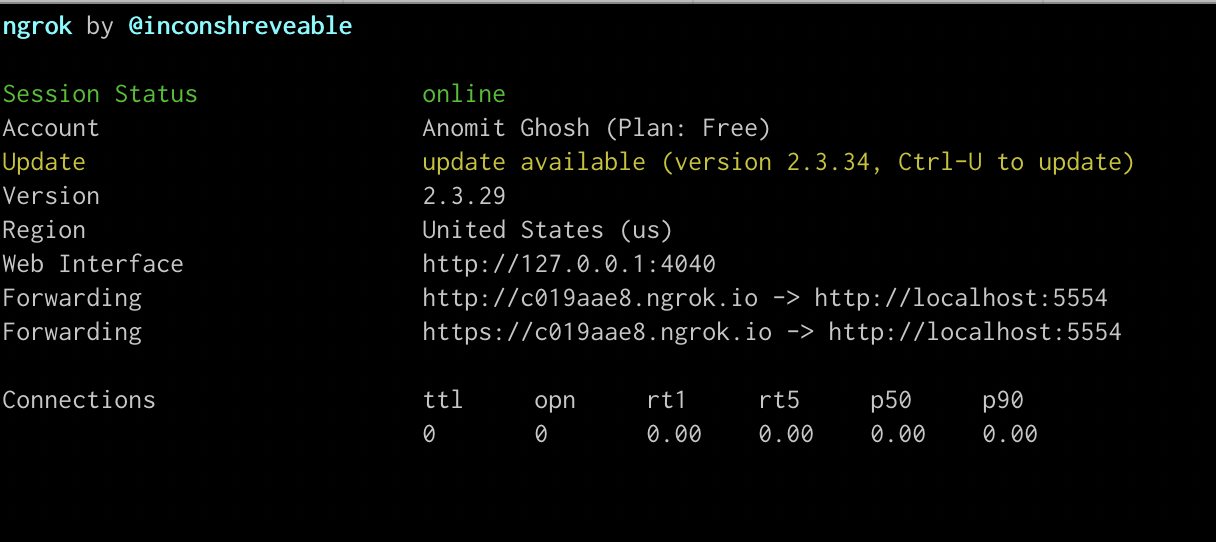 ngrok by @inconshreveable
Session Status online
Account Anomit Ghosh (Plan: Free)
Update update available (version 2.3.34, Ctrl-U to update)
Version 2.3.29
Region United States (us)
Web Interface http://127.0.0.1:4040
Forwarding http://c019aae8.ngrok.io -> http://localhost:5554
Forwarding https://c019aae8.ngrok.io -> http://localhost:5554
Connections ttl opn rt1 rt5 p50 p90
0 0 0.00 0.00 0.00 0.00